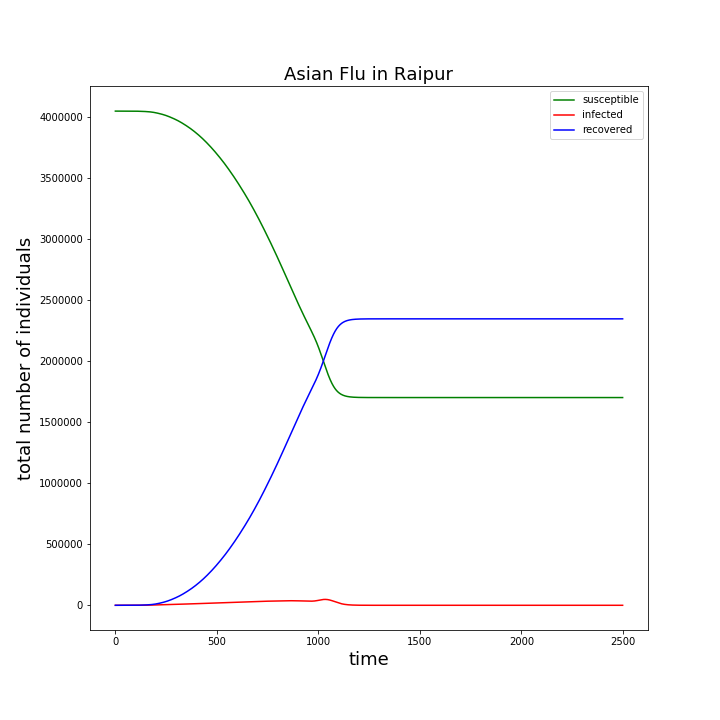 Asian Flu in Raipur
susceptible
infected
recovered
total number of individuals
4000000
3500000
3000000
2500000
2000000
1500000
1000000
500000
0
0 500 1000 1500 2000 2500
time